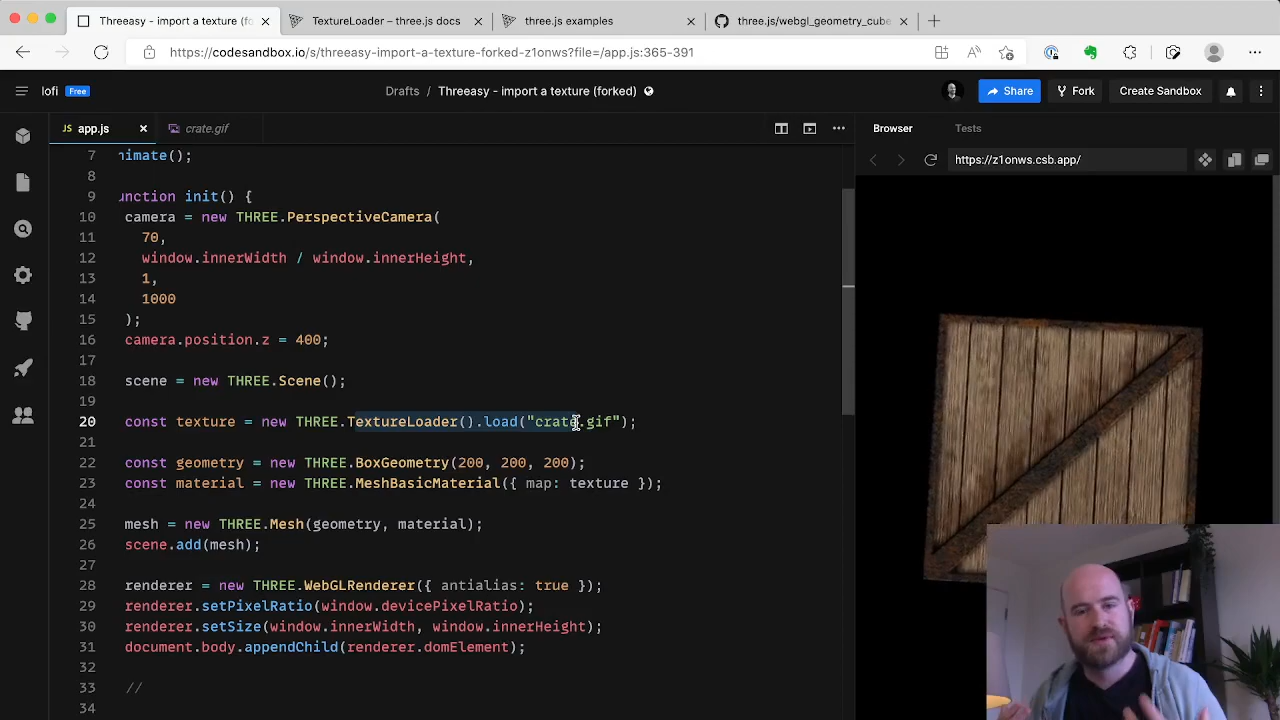 Threeasy - import a texture (fo
TextureLoader – three.js docs
three.js examples
three.js/webgl_geometry_cube
https://codesandbox.io/s/threeasy-import-a-texture-forked-z1onws?file=/app.js:365-391
lofi Free
Drafts / Threeasy - import a texture (forked)
Share
Fork
Create Sandbox
JS app.js
crate.gif
Browser
Tests
https://z1onws.csb.app/
7 nimate();
8
9 unction init() {
10 camera = new THREE.PerspectiveCamera(
11 70,
12 window.innerWidth / window.innerHeight,
13 1,
14 1000
15 );
16 camera.position.z = 400;
17
18 scene = new THREE.Scene();
19
20 const texture = new THREE.TextureLoader().load("crate.gif");
21
22 const geometry = new THREE.BoxGeometry(200, 200, 200);
23 const material = new THREE.MeshBasicMaterial({ map: texture });
24
25 mesh = new THREE.Mesh(geometry, material);
26 scene.add(mesh);
27
28 renderer = new THREE.WebGLRenderer({ antialias: true });
29 renderer.setPixelRatio(window.devicePixelRatio);
30 renderer.setSize(window.innerWidth, window.innerHeight);
31 document.body.appendChild(renderer.domElement);
32
33 //
34